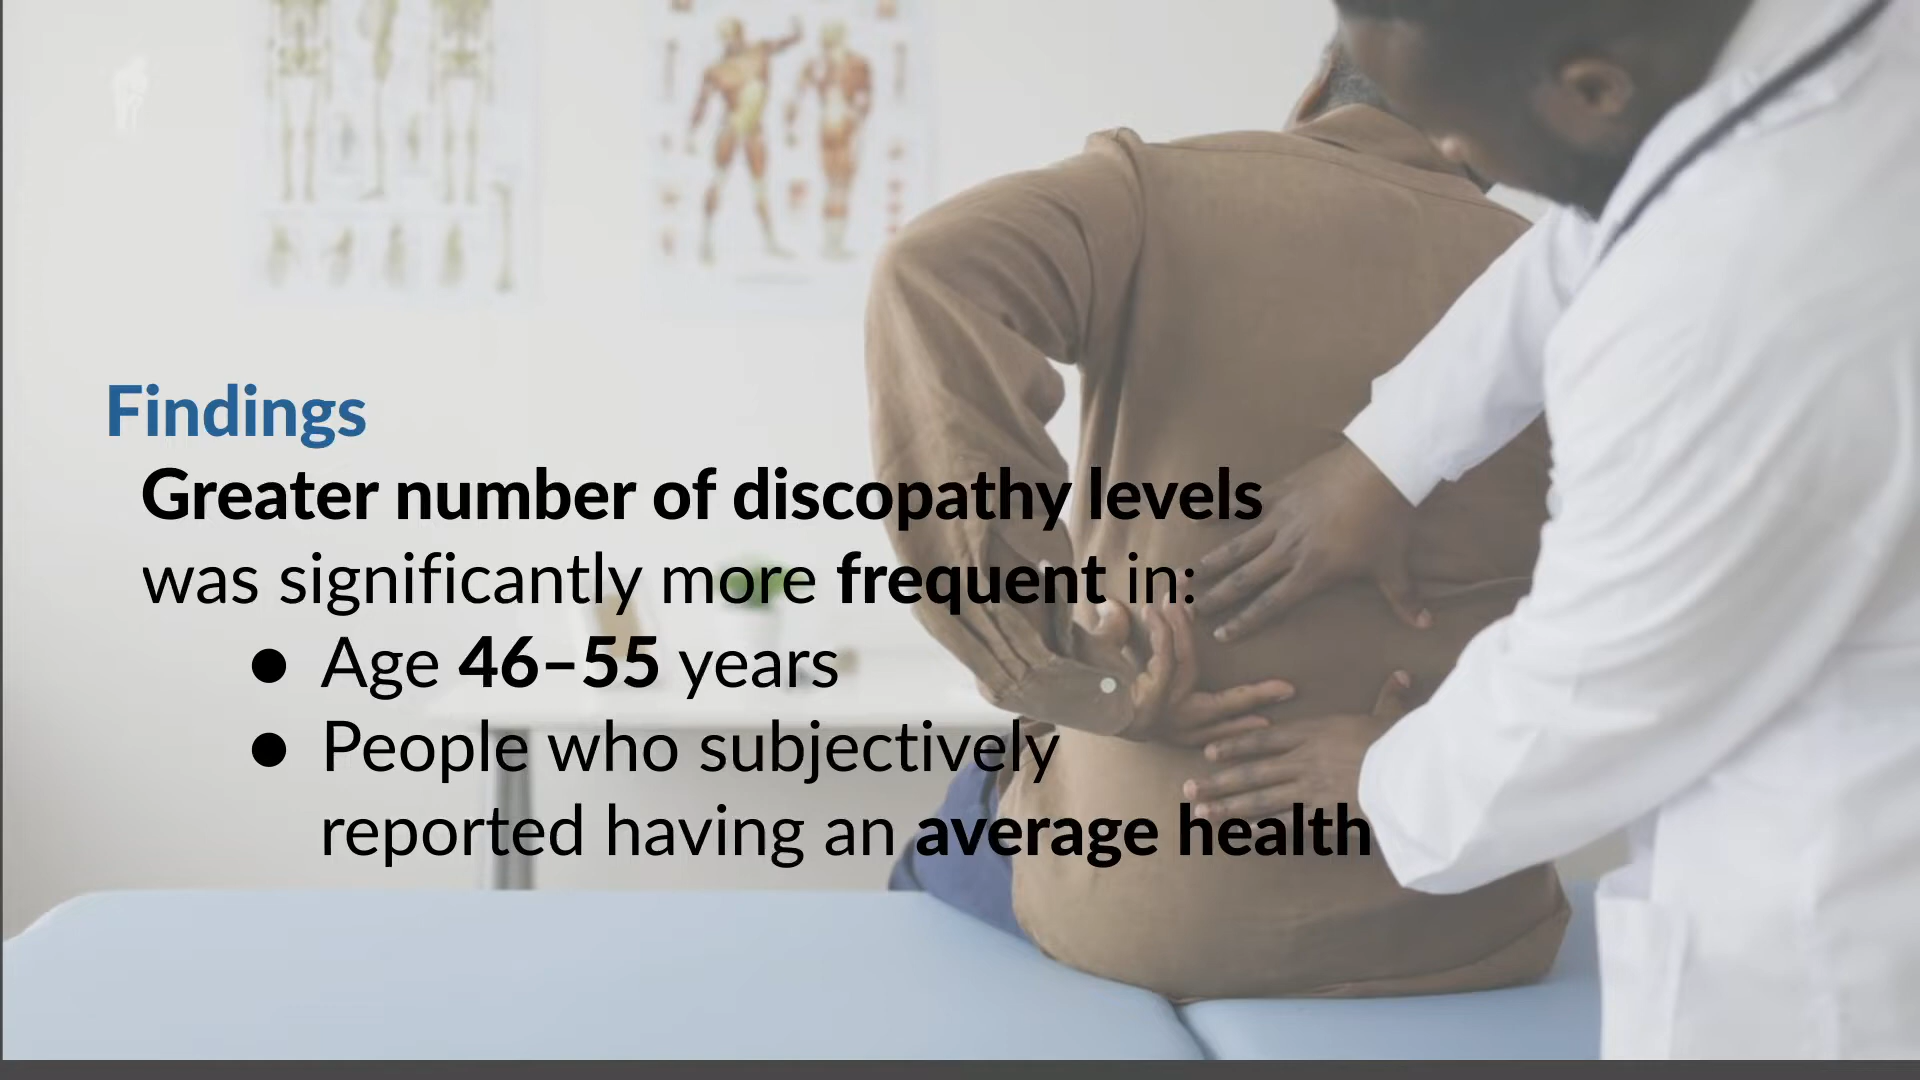 Findings
Greater number of discopathy levels
was significantly more frequent in:
● Age 46–55 years
● People who subjectively
reported having an average health